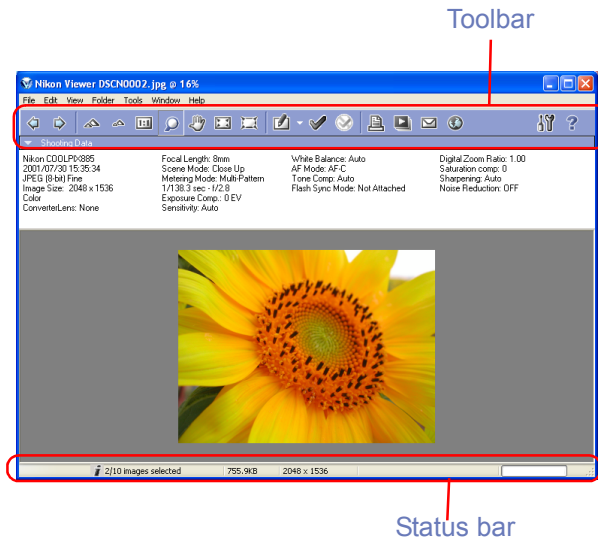 Toolbar
Nikon Viewer DSCN0002.jpg @ 16%
File Edit View Folder Tools Window Help
1:1
?
Shooting Data
Nikon COOLPIX885
2001/07/30 15:35:34
JPEG (8-bit) Fine
Image Size: 2048 x 1536
Color
ConverterLens: None
Focal Length: 8mm
Scene Mode: Close Up
Metering Mode: Multi-Pattern
1/138.3 sec - f/2.8
Exposure Comp.: 0 EV
Sensitivity: Auto
White Balance: Auto
AF Mode: AF-C
Tone Comp: Auto
Flash Sync Mode: Not Attached
Digital Zoom Ratio: 1.00
Saturation comp: 0
Sharpening: Auto
Noise Reduction: OFF
i 2/10 images selected 755.9KB 2048 x 1536
Status bar